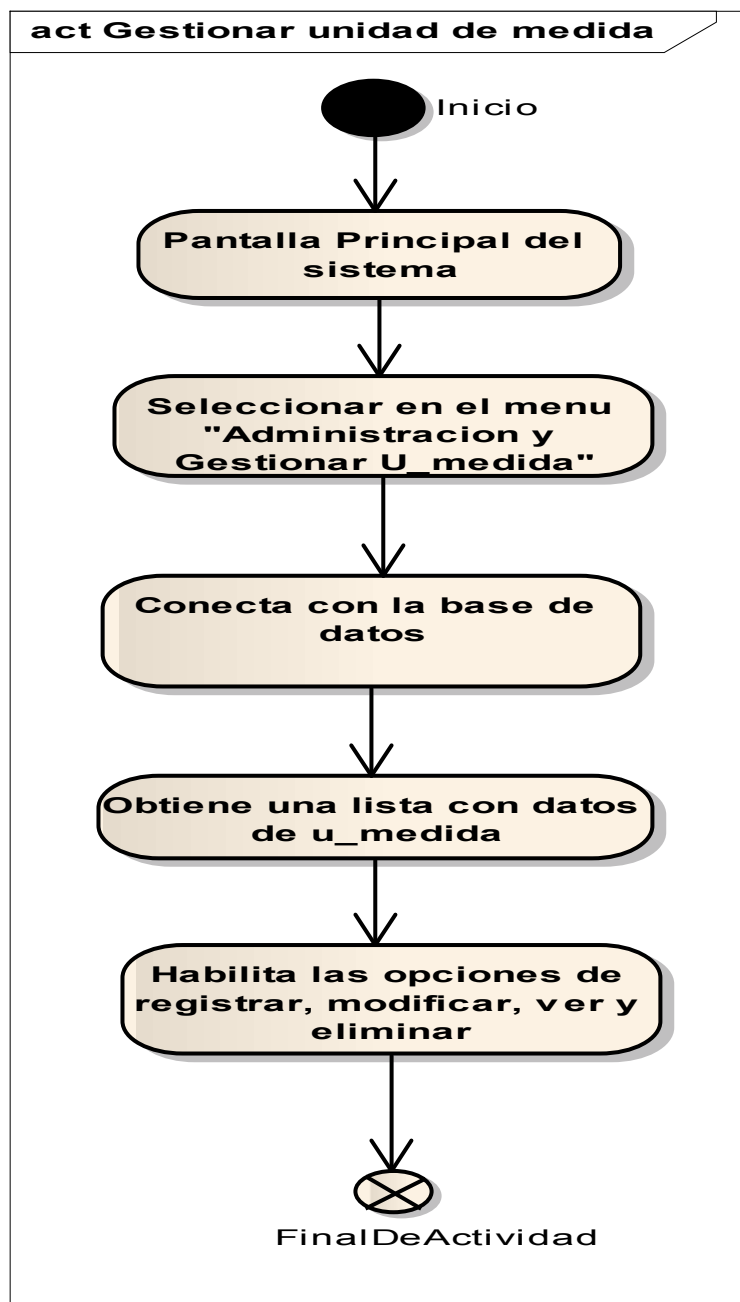 act Gestionar unidad de medida
Inicio
Pantalla Principal del
sistema
Seleccionar en el menu
"Administracion y
Gestionar U_medida"
Conecta con la base de
datos
Obtiene una lista con datos
de u_medida
Habilita las opciones de
registrar, modificar, ver y
eliminar
FinalDeActividad